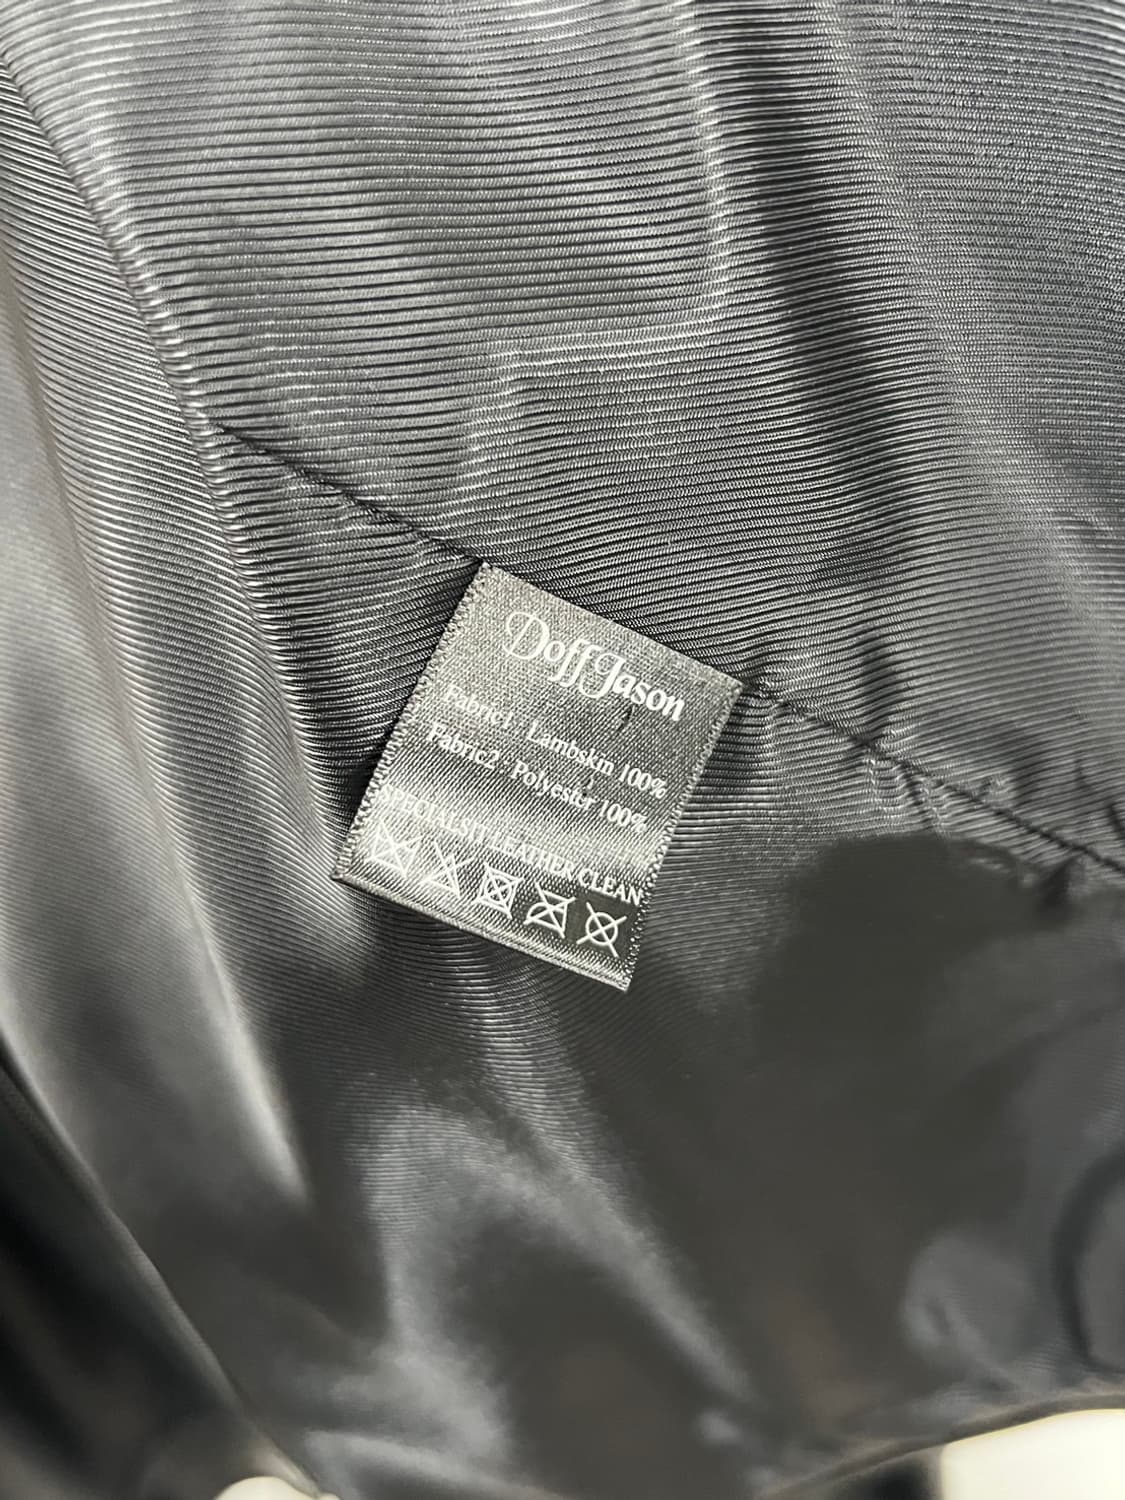 Doff Jason
Fabric1 : Lambskin 100%
Fabric2 : Polyester 100%
SPECIALSIT LEATHER CLEAN